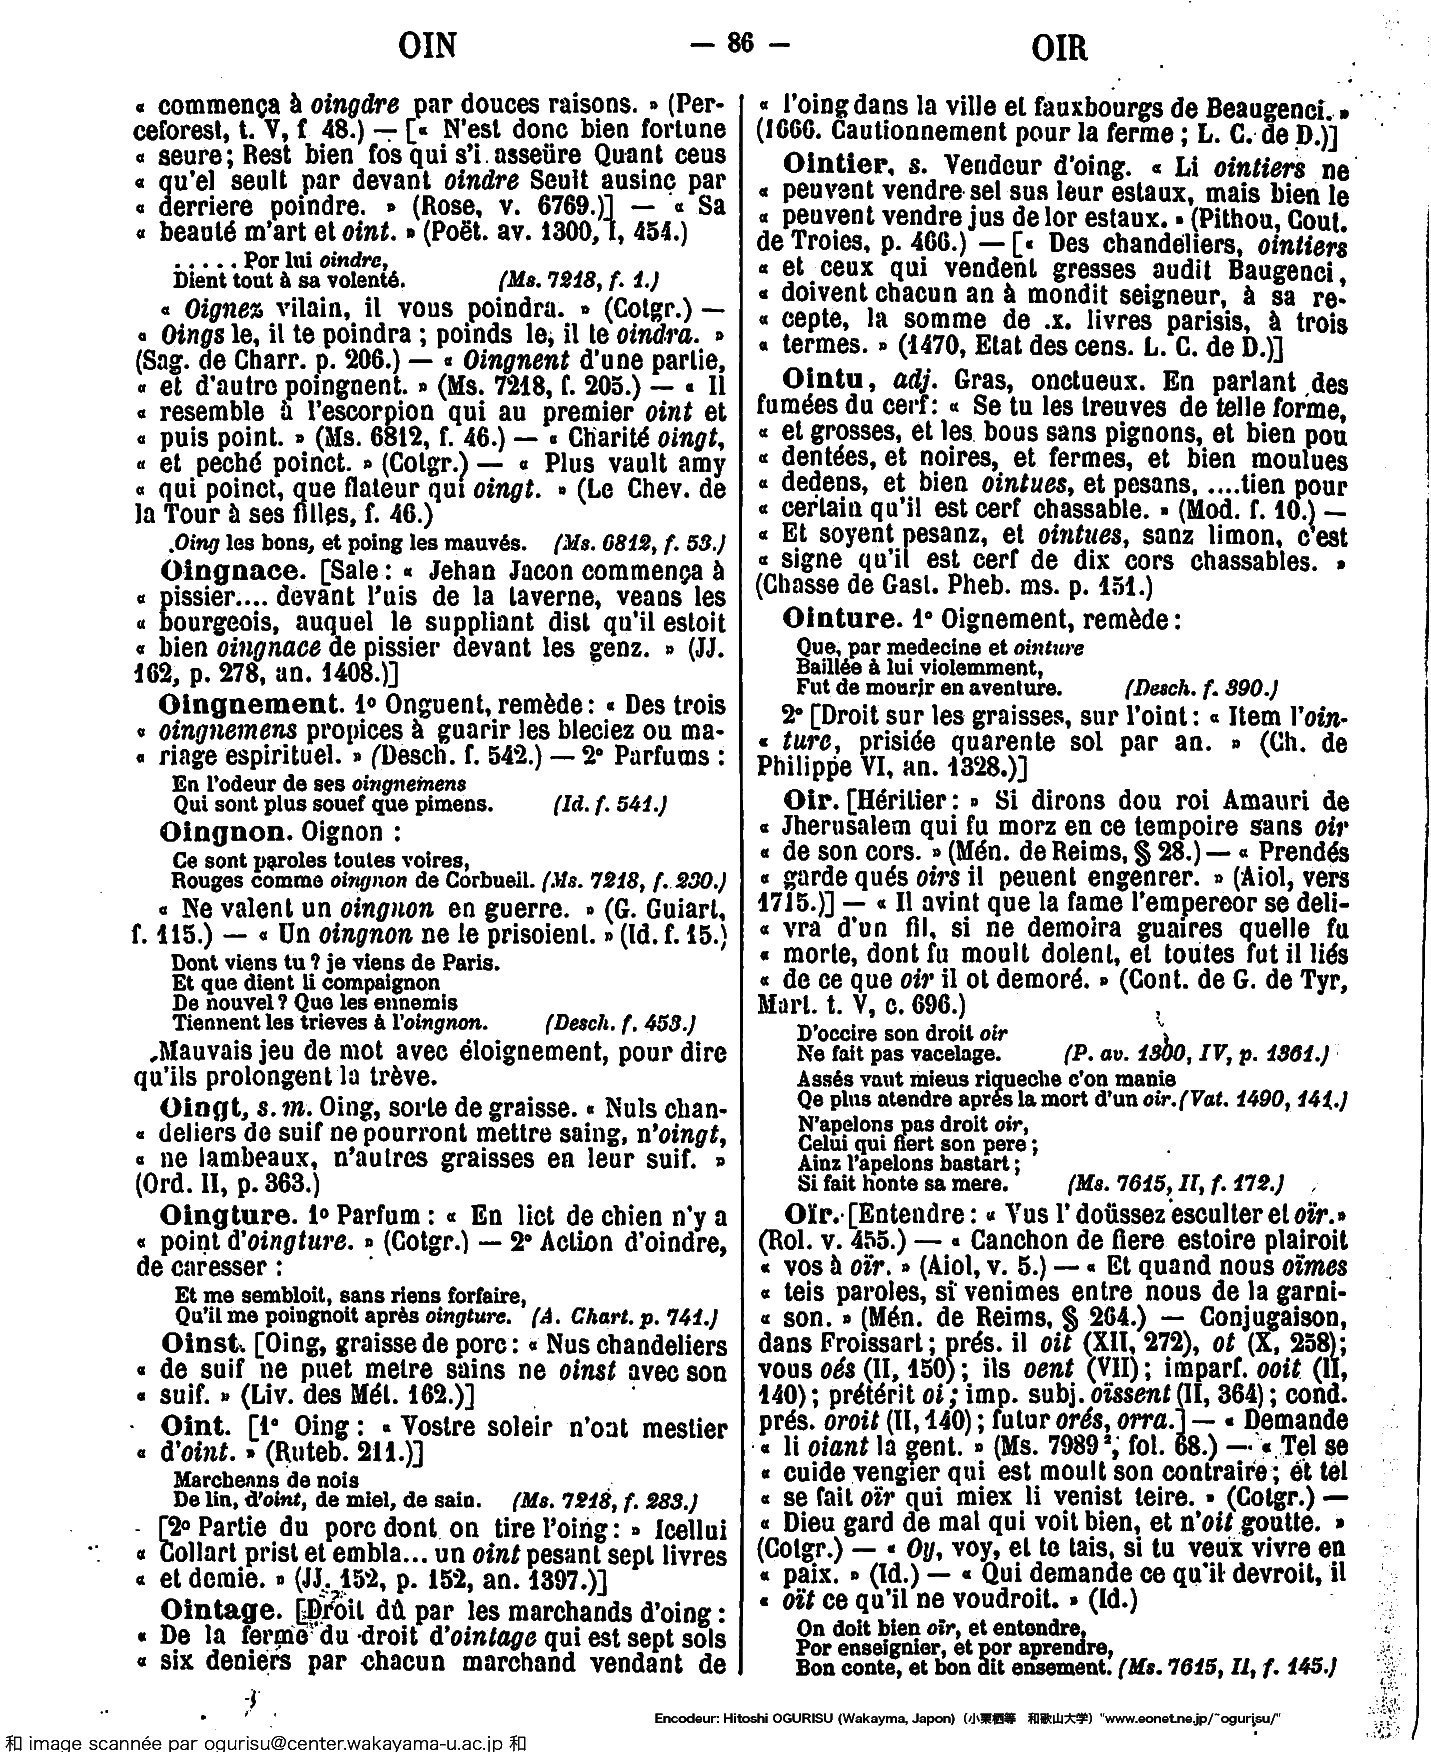 OIN — 86 — OIR
« commença à oingdre par douces raisons. » (Per-
ceforest, t. V, f 48.) — [« N'est donc bien fortune
« seure ; Rest bien fos qui s'i asseüre Quant ceus
« qu'el seult par devant oindre Seult ausinc par
« derriere poindre. » (Rose, v. 6769.)] — « Sa
« beauté m'art et oint. » (Poët. av. 1300, I, 454.)
..... Por lui oindre,
Dient tout à sa volenté. (Ms. 7218, f. 1.)
« Oignez vilain, il vous poindra. » (Cotgr.) —
« Oings le, il te poindra ; poinds le, il te oindra. »
(Sag. de Charr. p. 206.) — « Oingnent d'une partie,
« et d'autre poingnent. » (Ms. 7218, f. 205.) — « Il
« resemble à l'escorpion qui au premier oint et
« puis point. » (Ms. 6812, f. 46.) — « Charité oingt,
« et peché poinct. » (Cotgr.) — « Plus vault amy
« qui poinct, que flateur qui oingt. » (Le Chev. de
la Tour à ses filles, f. 46.)
Oing les bons, et poing les mauvés. (Ms. 6812, f. 53.)
Oingnace. [Sale : « Jehan Jacon commença à
« pissier.... devant l'uis de la taverne, veans les
« bourgeois, auquel le suppliant dist qu'il estoit
« bien oingnace de pissier devant les genz. » (JJ.
162, p. 278, an. 1408.)]
Oingnement. 1º Onguent, remède : « Des trois
« oingnemens propices à guarir les bleciez ou ma-
« riage espirituel. » (Desch. f. 542.) — 2º Parfums :
En l'odeur de ses oingnemens
Qui sont plus souef que pimens. (Id. f. 541.)
Oingnon. Oignon :
Ce sont paroles toutes voires,
Rouges comme oingnon de Corbueil. (Ms. 7218, f. 230.)
« Ne valent un oingnon en guerre. » (G. Guiart,
f. 115.) — « Un oingnon ne le prisoient. » (Id. f. 15.)
Dont viens tu ? je viens de Paris.
Et que dient li compaignon
De nouvel ? Que les ennemis
Tiennent les trieves à l'oingnon. (Desch. f. 453.)
Mauvais jeu de mot avec éloignement, pour dire
qu'ils prolongent la trève.
Oingt, s. m. Oing, sorte de graisse. « Nuls chan-
« deliers de suif ne pourront mettre saing, n'oingt,
« ne lambeaux, n'autres graisses en leur suif. »
(Ord. II, p. 363.)
Oingture. 1º Parfum : « En lict de chien n'y a
« point d'oingture. » (Cotgr.) — 2º Action d'oindre,
de caresser :
Et me sembloit, sans riens forfaire,
Qu'il me poingnoit après oingture. (A. Chart. p. 741.)
Oinst. [Oing, graisse de porc : « Nus chandeliers
« de suif ne puet metre sains ne oinst avec son
« suif. » (Liv. des Mét. 162.)]
Oint. [1º Oing : « Vostre soleir n'ont mestier
« d'oint. » (Ruteb. 211.)]
Marcheans de nois
De lin, d'oint, de miel, de sain. (Ms. 7218, f. 283.)
[2º Partie du porc dont on tire l'oing : » Icellui
« Collart prist et embla... un oint pesant sept livres
« et demie. » (JJ. 152, p. 152, an. 1397.)]
Ointage. [Droit dû par les marchands d'oing :
« De la ferme du droit d'ointage qui est sept sols
« six deniers par chacun marchand vendant de
« l'oing dans la ville et fauxbourgs de Beaugenci. »
(1666. Cautionnement pour la ferme ; L. C. de D.)]
Ointier, s. Vendeur d'oing. « Li ointiers ne
« peuvent vendre sel sus leur estaux, mais bien le
« peuvent vendre jus de lor estaux. » (Pithou, Cout.
de Troies, p. 466.) — [« Des chandeliers, ointiers
« et ceux qui vendent gresses audit Baugenci,
« doivent chacun an à mondit seigneur, à sa re-
« cepte, la somme de .x. livres parisis, à trois
« termes. » (1470, Etat des cens. L. C. de D.)]
Ointu, adj. Gras, onctueux. En parlant des
fumées du cerf : « Se tu les treuves de telle forme,
« et grosses, et les bous sans pignons, et bien pou
« dentées, et noires, et fermes, et bien moulues
« dedens, et bien ointues, et pesans, ....tien pour
« certain qu'il est cerf chassable. » (Mod. f. 10.) —
« Et soyent pesanz, et ointues, sanz limon, c'est
« signe qu'il est cerf de dix cors chassables. »
(Chasse de Gast. Pheb. ms. p. 151.)
Ointure. 1º Oignement, remède :
Que, par medecine et ointure
Baillée à lui violemment,
Fut de mourir en aventure. (Desch. f. 390.)
2º [Droit sur les graisses, sur l'oint : « Item l'oin-
« ture, prisiée quarente sol par an. » (Ch. de
Philippe VI, an. 1328.)]
Oir. [Héritier : » Si dirons dou roi Amauri de
« Jherusalem qui fu morz en ce tempoire sans oir
« de son cors. » (Mén. de Reims, § 28.) — « Prendés
« garde qués oirs il peuent engenrer. » (Aiol, vers
1715.)] — « Il avint que la fame l'empereor se deli-
« vra d'un fil, si ne demoira guaires quelle fu
« morte, dont fu moult dolent, et toutes fut il liés
« de ce que oir il ot demoré. » (Cont. de G. de Tyr,
Mart. t. V, c. 696.)
D'occire son droit oir
Ne fait pas vacelage. (P. av. 1300, IV, p. 1361.)
Assés vaut mieus riqueche c'on manie
Qe plus atendre après la mort d'un oir. (Vat. 1490, 141.)
N'apelons pas droit oir,
Celui qui fiert son pere ;
Ainz l'apelons bastart ;
Si fait honte sa mere. (Ms. 7615, II, f. 172.)
Oïr. [Entendre : « Vus l' doüssez esculter et oïr. »
(Rol. v. 455.) — « Canchon de fiere estoire plairoit
« vos à oïr. » (Aiol, v. 5.) — « Et quand nous oïmes
« teis paroles, si venimes entre nous de la garni-
« son. » (Mén. de Reims, § 264.) — Conjugaison,
dans Froissart ; prés. il oit (XII, 272), ot (X, 258);
vous oés (II, 150) ; ils oent (VII) ; imparf. ooit (II,
140) ; prétérit oi ; imp. subj. oïssent (II, 364) ; cond.
prés. oroit (II, 140) ; futur orés, orra.] — « Demande
« li oiant la gent. » (Ms. 7989 ², fol. 68.) — « Tel se
« cuide vengier qui est moult son contraire ; et tel
« se fait oïr qui miex li venist teire. » (Cotgr.) —
« Dieu gard de mal qui voit bien, et n'oit goutte. »
(Cotgr.) — « Oy, voy, et te tais, si tu veux vivre en
« paix. » (Id.) — « Qui demande ce qu'il devroit, il
« oït ce qu'il ne voudroit. » (Id.)
On doit bien oïr, et entendre,
Por enseignier, et por aprendre,
Bon conte, et bon dit ensement. (Ms. 7615, II, f. 145.)
Encodeur: Hitoshi OGURISU (Wakayma, Japon) (小栗栖等 和歌山大学) "www.eonet.ne.jp/~ogurisu/"
和 image scannée par ogurisu@center.wakayama-u.ac.jp 和